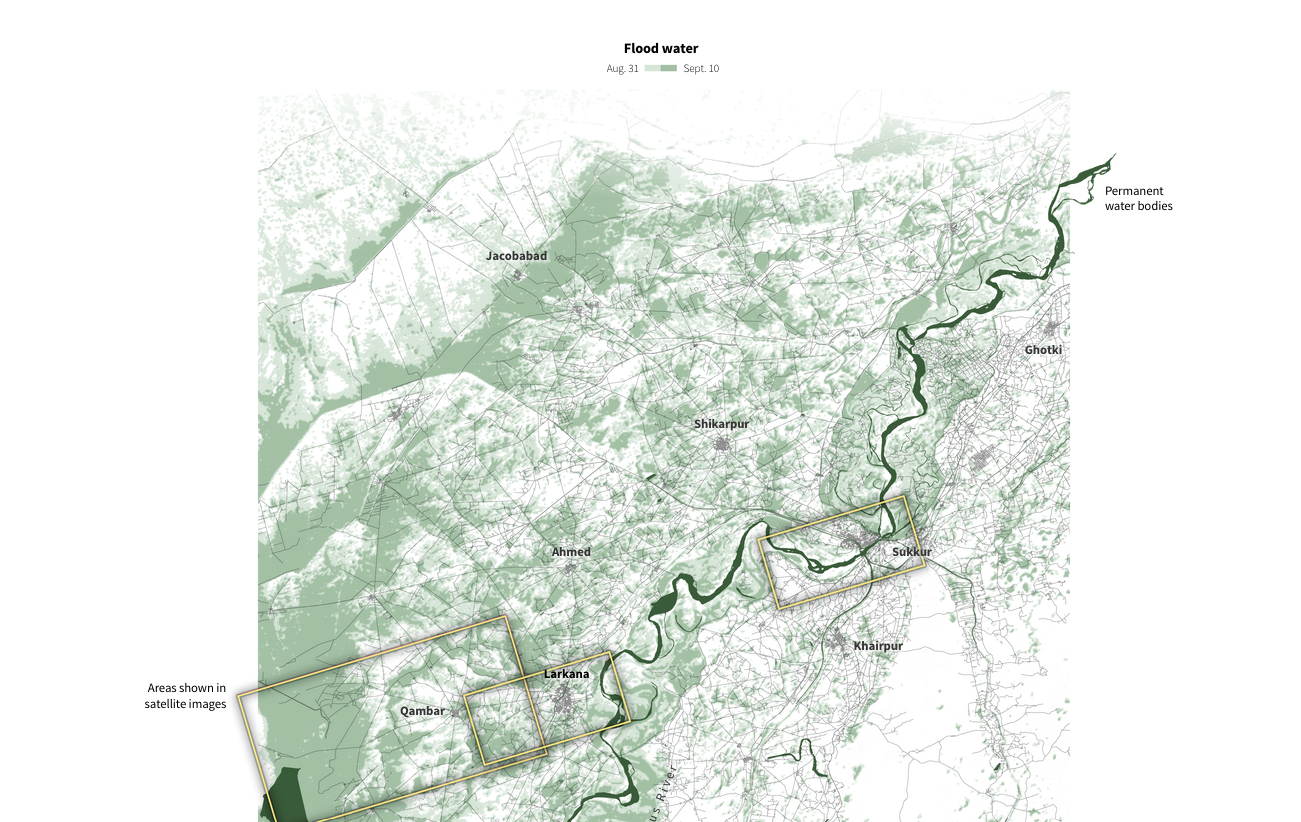 Flood water
Aug. 31 Sept. 10
Permanent
water bodies
Jacobabad
Ghotki
Shikarpur
Ahmed
Sukkur
Khairpur
Larkana
Areas shown in
satellite images
Qambar
us River